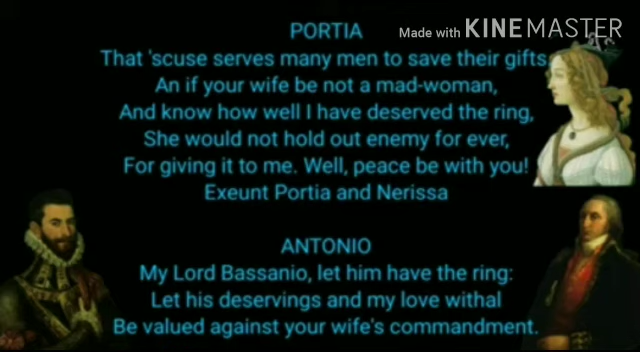 Made with KINEMASTER
PORTIA
That 'scuse serves many men to save their gifts.
An if your wife be not a mad-woman,
And know how well I have deserved the ring,
She would not hold out enemy for ever,
For giving it to me. Well, peace be with you!
Exeunt Portia and Nerissa
ANTONIO
My Lord Bassanio, let him have the ring:
Let his deservings and my love withal
Be valued against your wife's commandment.